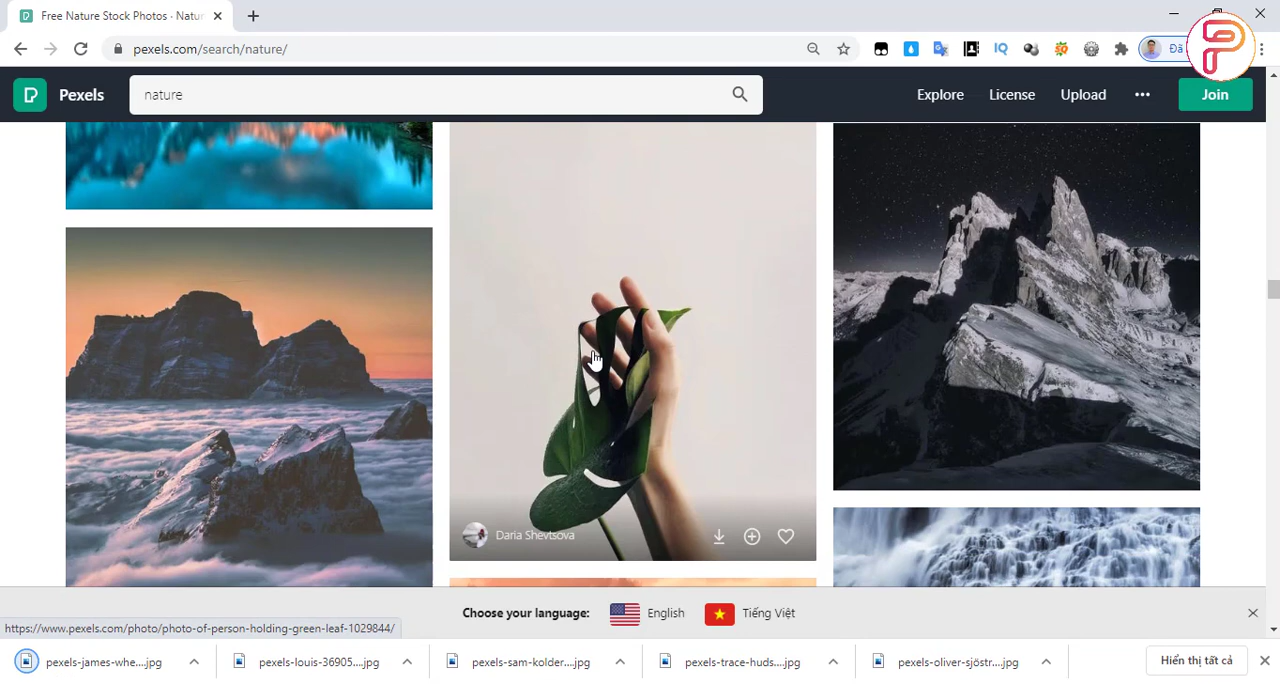 Free Nature Stock Photos · Natur
pexels.com/search/nature/
Đã
Pexels
nature
Explore
License
Upload
Join
Daria Shevtsova
Choose your language:
English
Tiếng Việt
https://www.pexels.com/photo/photo-of-person-holding-green-leaf-1029844/
pexels-james-whe....jpg
pexels-louis-36905....jpg
pexels-sam-kolder....jpg
pexels-trace-huds....jpg
pexels-oliver-sjöstr....jpg
Hiển thị tất cả